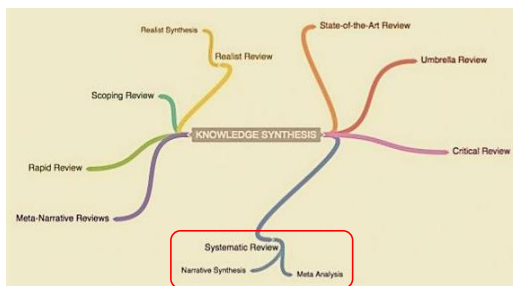 State-of-the-Art Review
Realist Synthesis
Realist Review
Umbrella Review
Scoping Review
KNOWLEDGE SYNTHESIS
Critical Review
Rapid Review
Meta-Narrative Reviews
Systematic Review
Narrative Synthesis
Meta Analysis